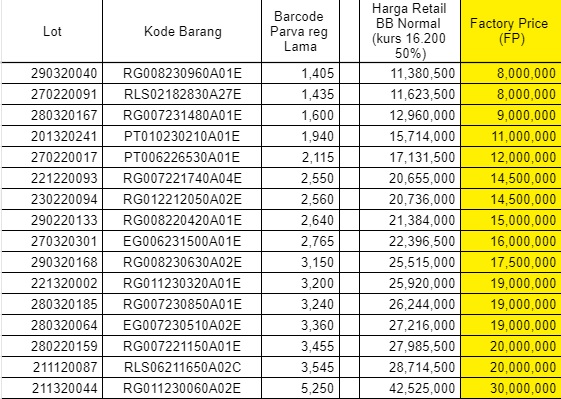 Lot Kode Barang Barcode Parva reg Lama Harga Retail BB Normal (kurs 16.200 50%) Factory Price (FP)
290320040 RG008230960A01E 1,405 11,380,500 8,000,000
270220091 RLS02182830A27E 1,435 11,623,500 8,000,000
280320167 RG007231480A01E 1,600 12,960,000 9,000,000
201320241 PT010230210A01E 1,940 15,714,000 11,000,000
270220017 PT006226530A01E 2,115 17,131,500 12,000,000
221220093 RG007221740A04E 2,550 20,655,000 14,500,000
230220094 RG012212050A02E 2,560 20,736,000 14,500,000
290220133 RG008220420A01E 2,640 21,384,000 15,000,000
270320301 EG006231500A01E 2,765 22,396,500 16,000,000
290320168 RG008230630A02E 3,150 25,515,000 17,500,000
221320002 RG011230320A01E 3,200 25,920,000 19,000,000
280320185 RG007230850A01E 3,240 26,244,000 19,000,000
280320064 EG007230510A02E 3,360 27,216,000 19,000,000
280220159 RG007221150A01E 3,455 27,985,500 20,000,000
211120087 RLS06211650A02C 3,545 28,714,500 20,000,000
211320044 RG011230060A02E 5,250 42,525,000 30,000,000